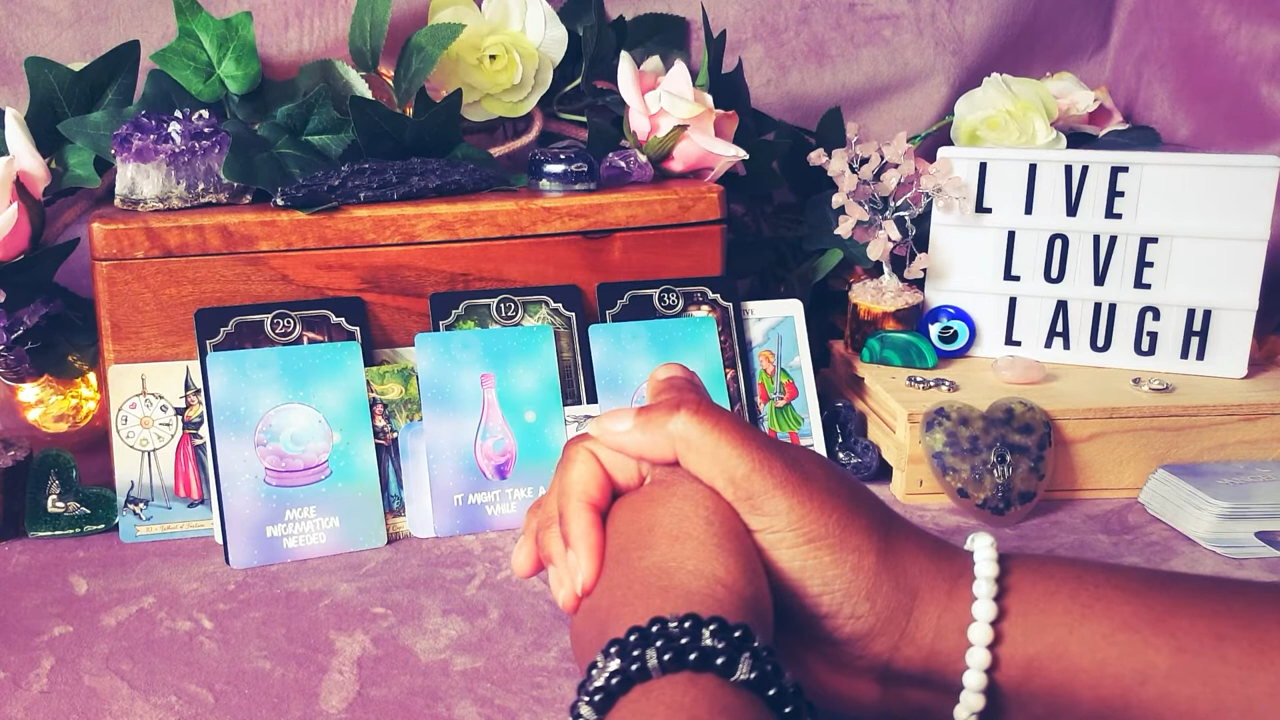 LIVE
LOVE
LAUGH
29
12
38
MORE
INFORMATION
NEEDED
IT MIGHT TAKE A
WHILE